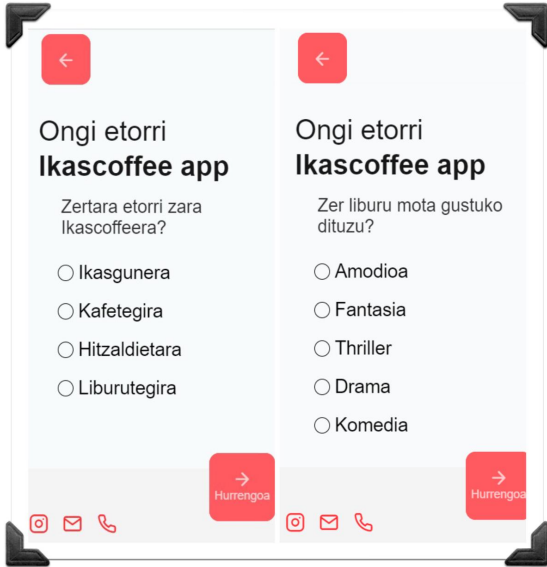 Ongi etorri
Ikascoffee app
Zertara etorri zara
Ikascoffeera?
Ikasgunera
Kafetegira
Hitzaldietara
Liburutegira
Hurrengoa
Ongi etorri
Ikascoffee app
Zer liburu mota gustuko
dituzu?
Amodioa
Fantasia
Thriller
Drama
Komedia
Hurrengoa